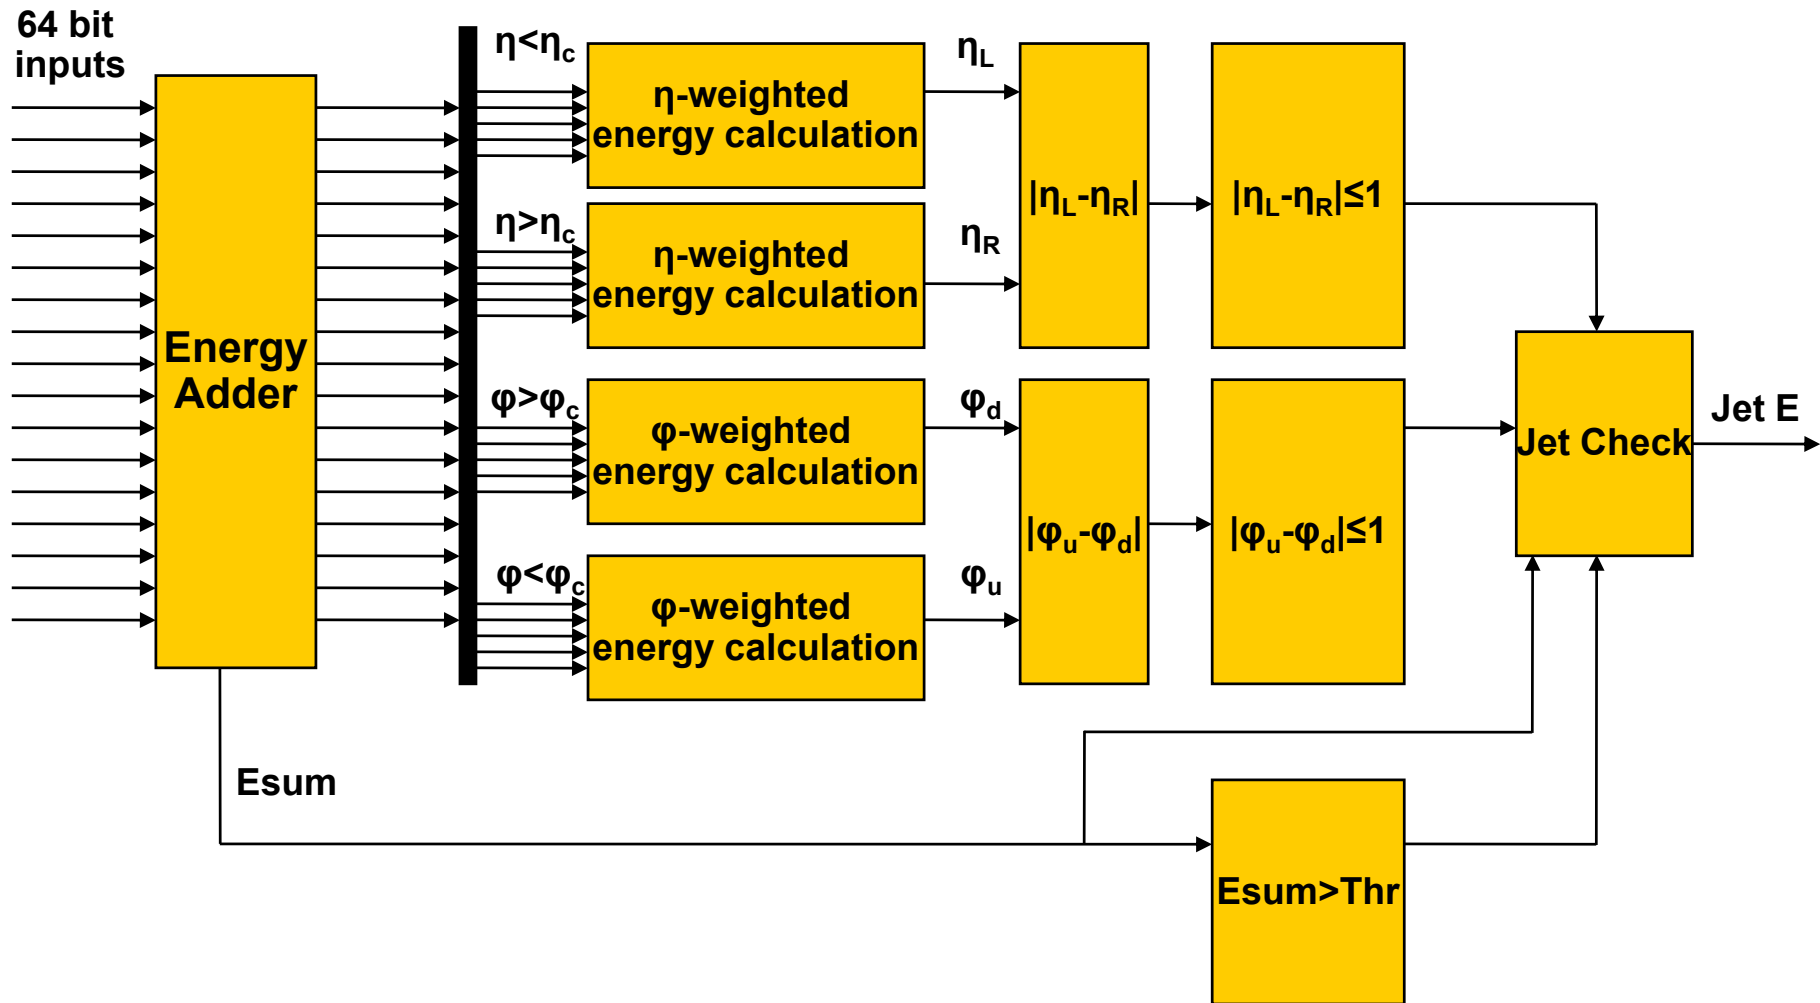 64 bit
inputs
Energy
Adder
η<ηc
η-weighted
energy calculation
ηL
η>ηc
η-weighted
energy calculation
ηR
|ηL-ηR|
|ηL-ηR|≤1
φ>φc
φ-weighted
energy calculation
φd
φ<φc
φ-weighted
energy calculation
φu
|φu-φd|
|φu-φd|≤1
Jet Check
Jet E
Esum
Esum>Thr